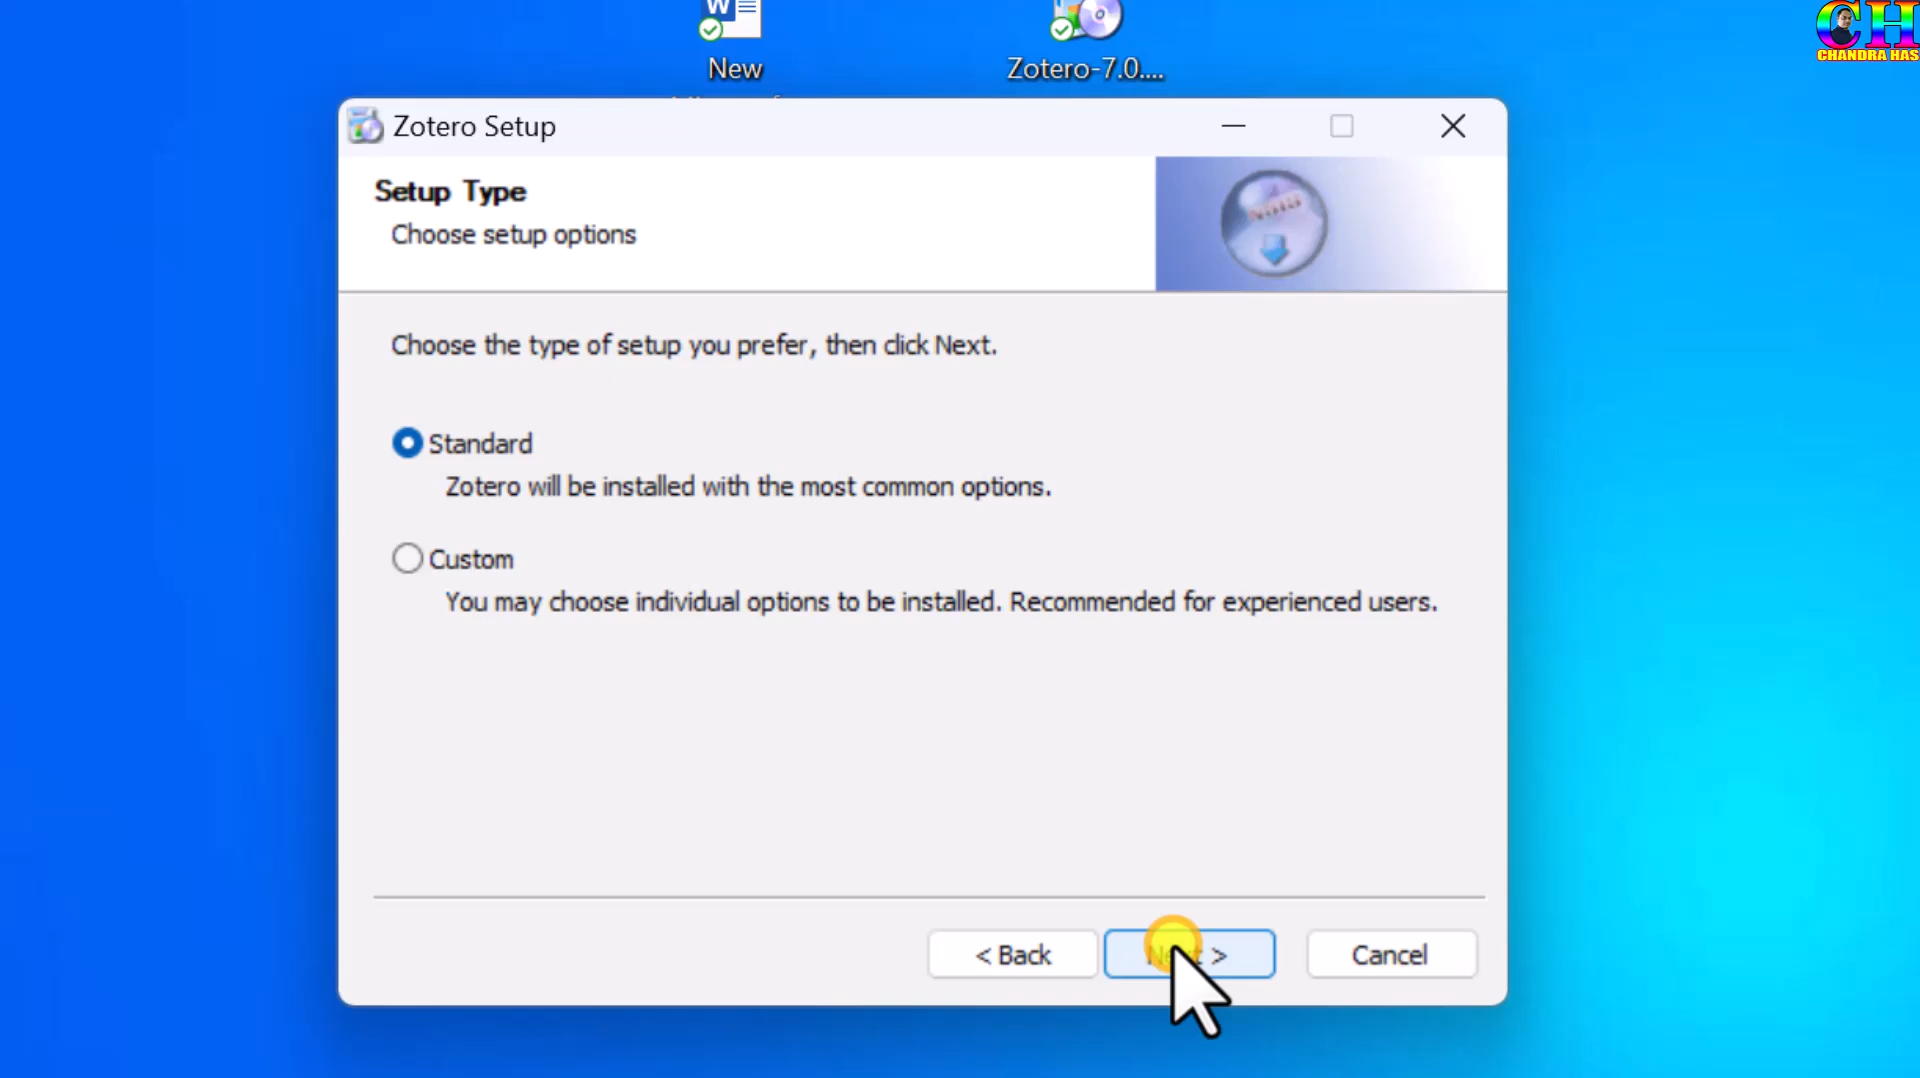 W
New
Zotero-7.0....
CH
CHANDRA HAS
Zotero Setup
Setup Type
Choose setup options
NSIS
Choose the type of setup you prefer, then click Next.
Standard
Zotero will be installed with the most common options.
Custom
You may choose individual options to be installed. Recommended for experienced users.
< Back
Next >
Cancel